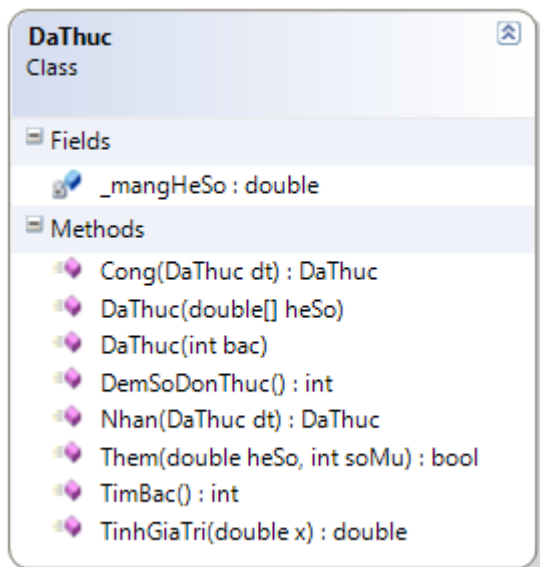 DaThuc
Class
Fields
_mangHeSo : double
Methods
Cong(DaThuc dt) : DaThuc
DaThuc(double[] heSo)
DaThuc(int bac)
DemSoDonThuc() : int
Nhan(DaThuc dt) : DaThuc
Them(double heSo, int soMu) : bool
TimBac() : int
TinhGiaTri(double x) : double